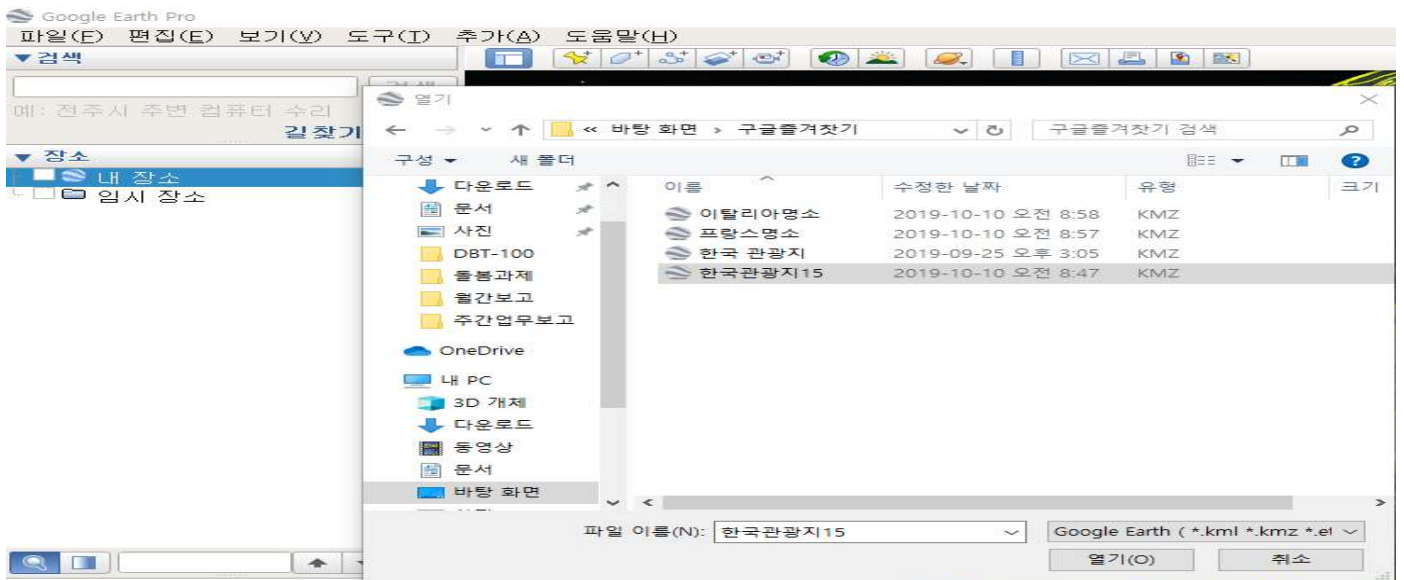 Google Earth Pro
파일(F) 편집(E) 보기(V) 도구(T) 추가(A) 도움말(H)
▼검색
예: 전주시 주변 컴퓨터 수리
길찾기
▼ 장소
내 장소
임시 장소
열기
« 바탕 화면 > 구글즐겨찾기
구글즐겨찾기 검색
구성 새 폴더
다운로드
문서
사진
DBT-100
돌봄과제
월간보고
주간업무보고
OneDrive
내 PC
3D 개체
다운로드
동영상
문서
바탕 화면
이름 수정한 날짜 유형 크기
이탈리아명소 2019-10-10 오전 8:58 KMZ
프랑스명소 2019-10-10 오전 8:57 KMZ
한국 관광지 2019-09-25 오후 3:05 KMZ
한국관광지15 2019-10-10 오전 8:47 KMZ
파일 이름(N): 한국관광지15
Google Earth ( *.kml *.kmz *.et
열기(O) 취소